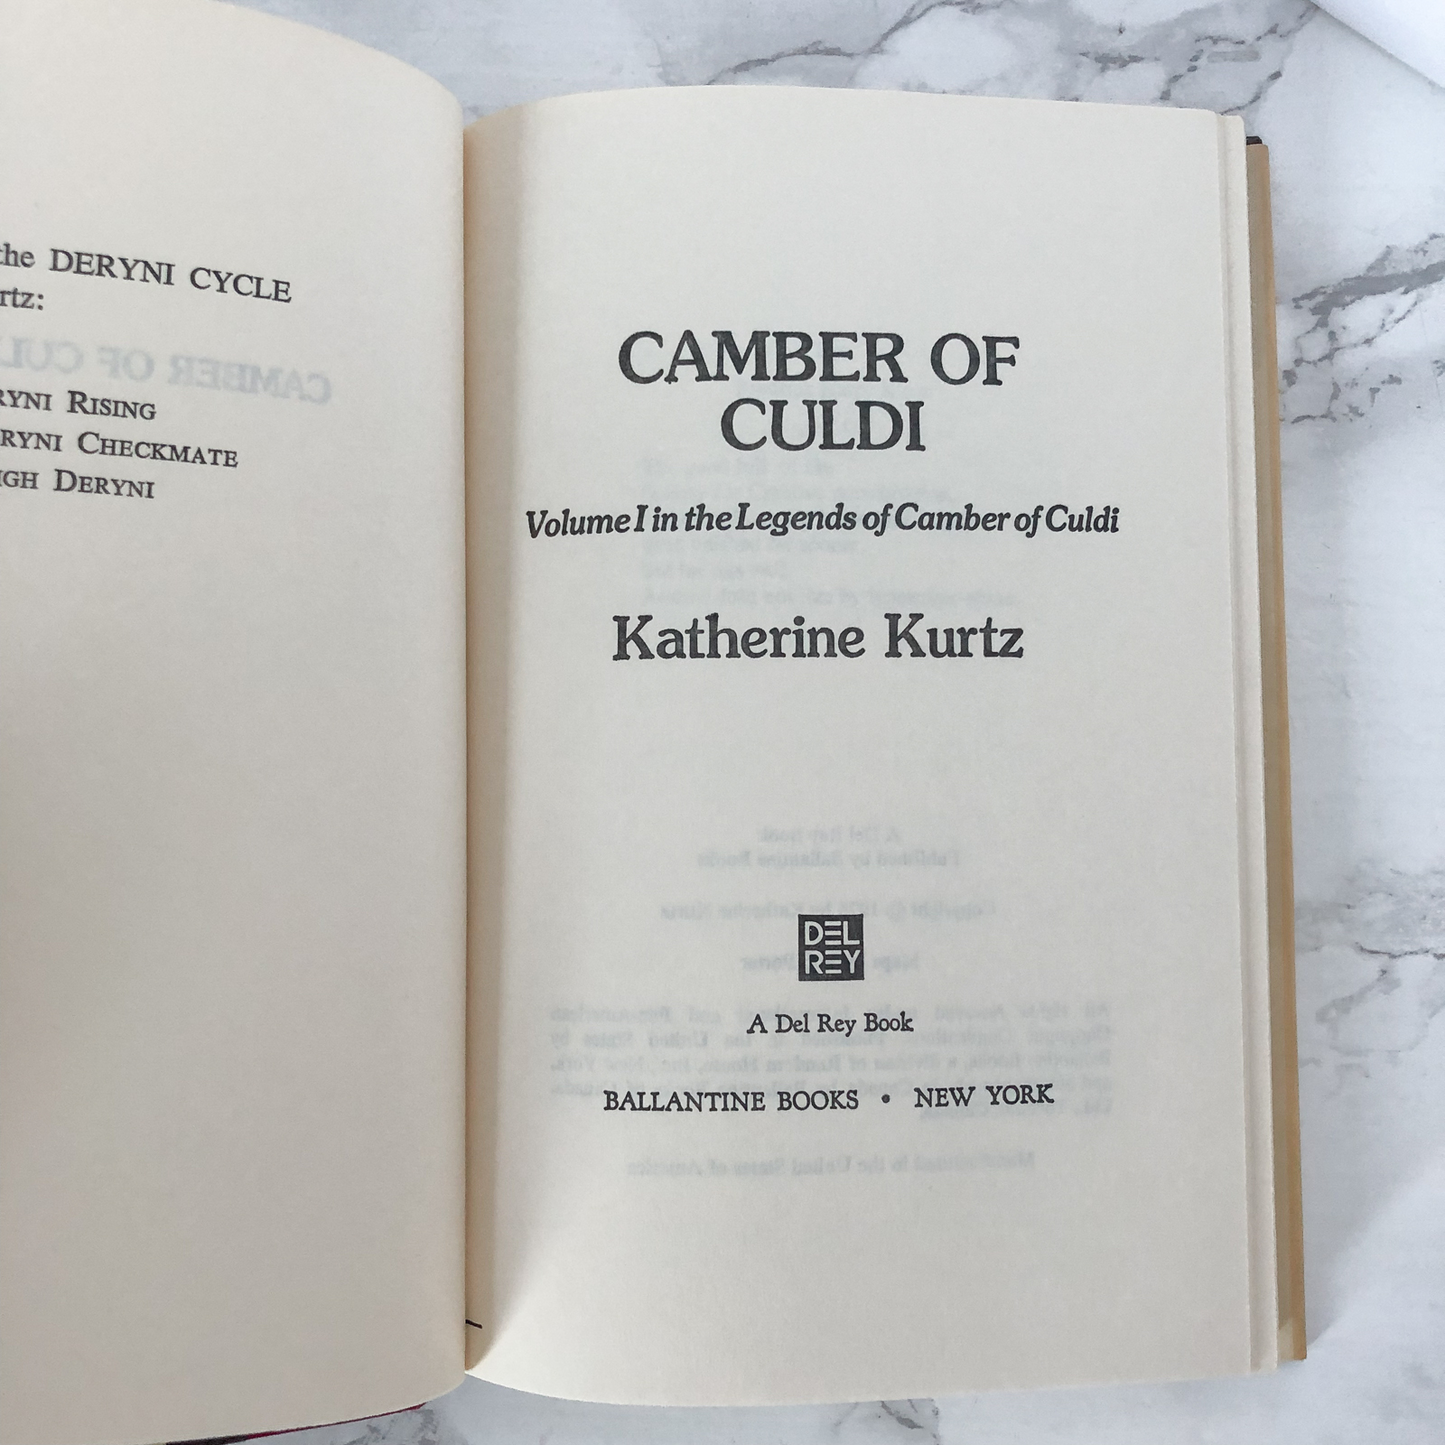 the DERYNI CYCLE
rtz:
RYNI RISING
RYNI CHECKMATE
IGH DERYNI
CAMBER OF
CULDI
Volume I in the Legends of Camber of Culdi
Katherine Kurtz
DEL
REY
A Del Rey Book
BALLANTINE BOOKS • NEW YORK